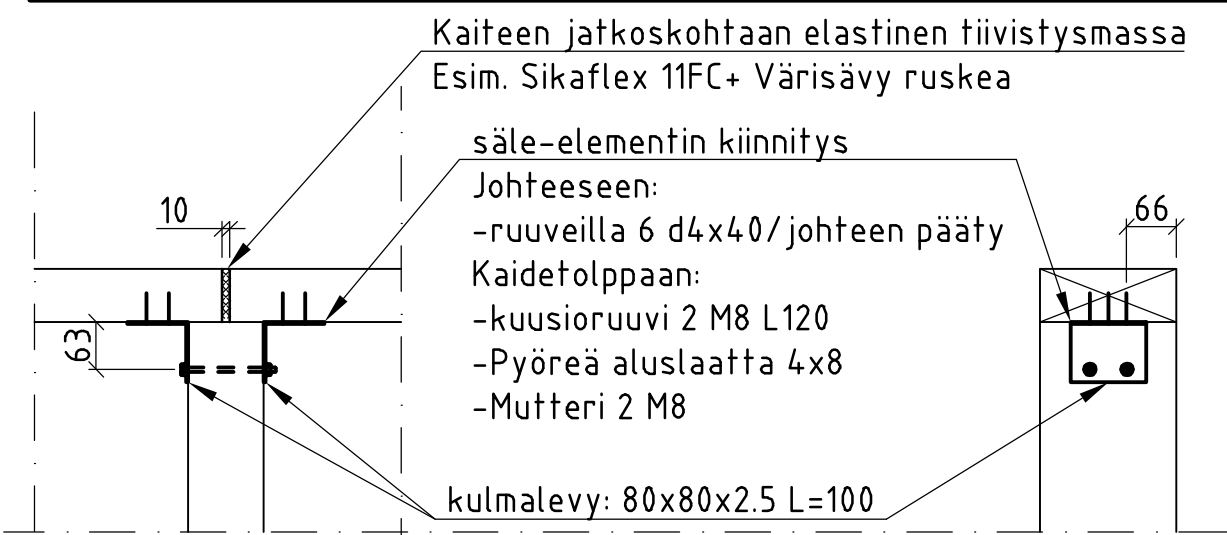 Kaiteen jatkoskohtaan elastinen tiivistysmassa
Esim. Sikaflex 11FC+ Värisävy ruskea
säle-elementin kiinnitys
Johteeseen:
-ruuveilla 6 d4x40/johteen pääty
Kaidetolppaan:
-kuusioruuvi 2 M8 L120
-Pyöreä aluslaatta 4x8
-Mutteri 2 M8
10
66
63
kulmalevy: 80x80x2.5 L=100